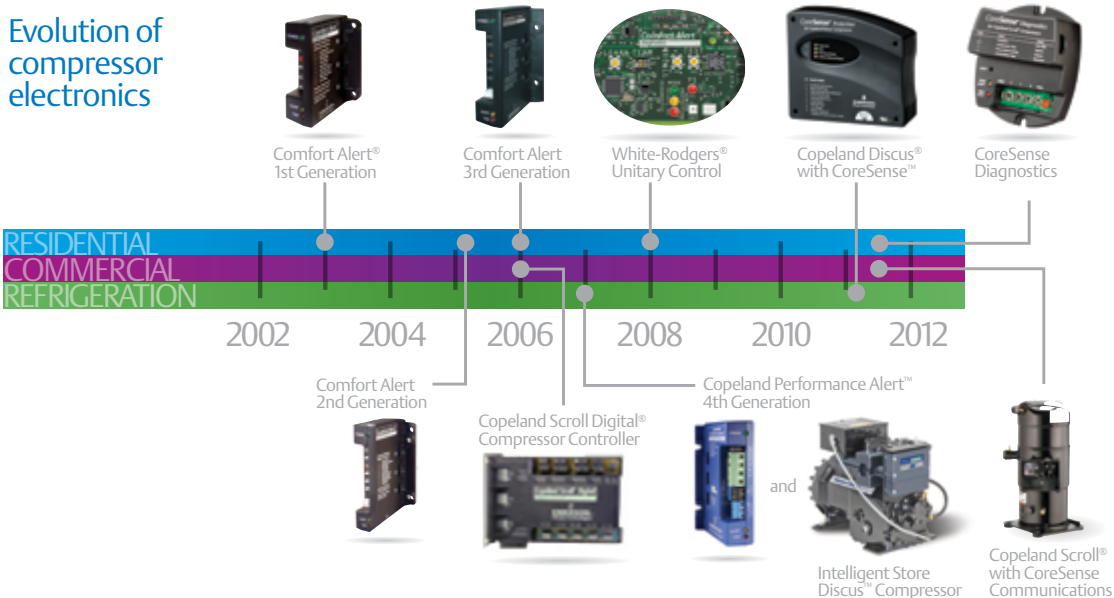 Evolution of
compressor
electronics
Comfort Alert®
1st Generation
Comfort Alert
3rd Generation
White-Rodgers®
Unitary Control
Copeland Discus®
with CoreSense™
CoreSense
Diagnostics
RESIDENTIAL
COMMERCIAL
REFRIGERATION
2002
2004
2006
2008
2010
2012
Comfort Alert
2nd Generation
Copeland Scroll Digital®
Compressor Controller
Copeland Performance Alert™
4th Generation
and
Intelligent Store
Discus™ Compressor
Copeland Scroll®
with CoreSense
Communications